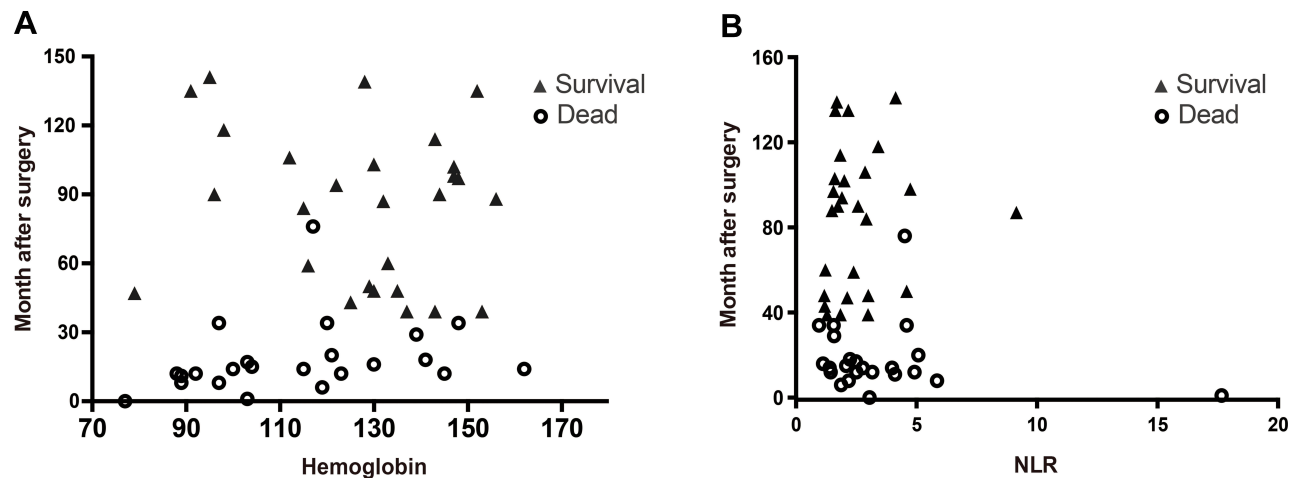 A
Month after surgery
150
120
90
60
30
0
70 90 110 130 150 170
Hemoglobin
Survival
Dead
B
Month after surgery
160
120
80
40
0
0 5 10 15 20
NLR
Survival
Dead